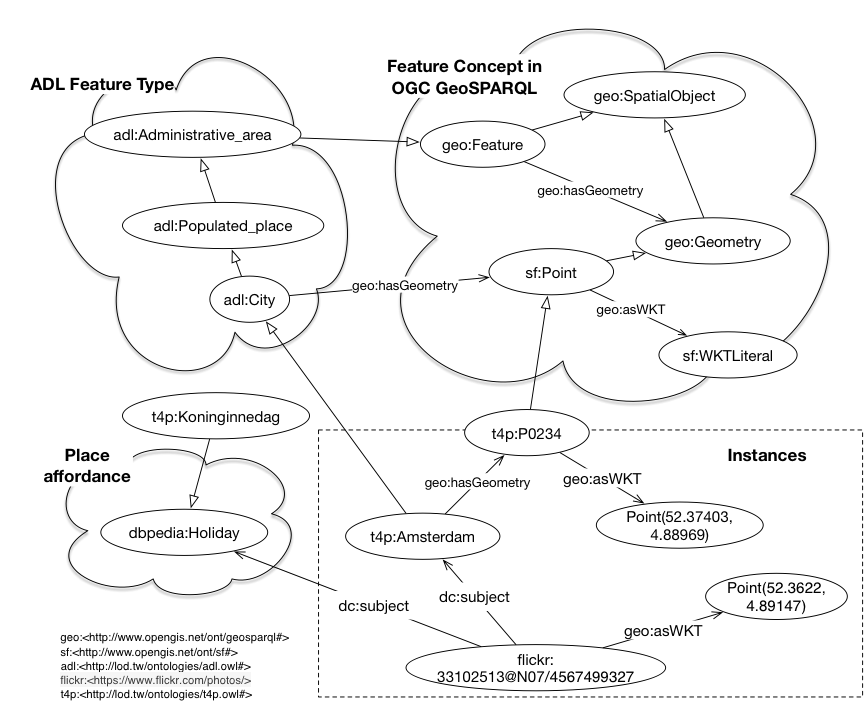 ADL Feature Type
Feature Concept in
OGC GeoSPARQL
geo:SpatialObject
adl:Administrative_area
geo:Feature
geo:hasGeometry
adl:Populated_place
geo:Geometry
sf:Point
adl:City
geo:hasGeometry
geo:asWKT
sf:WKTLiteral
t4p:Koninginnedag
t4p:P0234
Place
affordance
Instances
geo:hasGeometry
geo:asWKT
Point(52.37403,
4.88969)
dbpedia:Holiday
t4p:Amsterdam
Point(52.3622,
4.89147)
dc:subject
dc:subject
geo:asWKT
flickr:
33102513@N07/4567499327
geo:<http://www.opengis.net/ont/geosparql#>
sf:<http://www.opengis.net/ont/sf#>
adl:<http://lod.tw/ontologies/adl.owl#>
flickr:<https://www.flickr.com/photos/>
t4p:<http://lod.tw/ontologies/t4p.owl#>